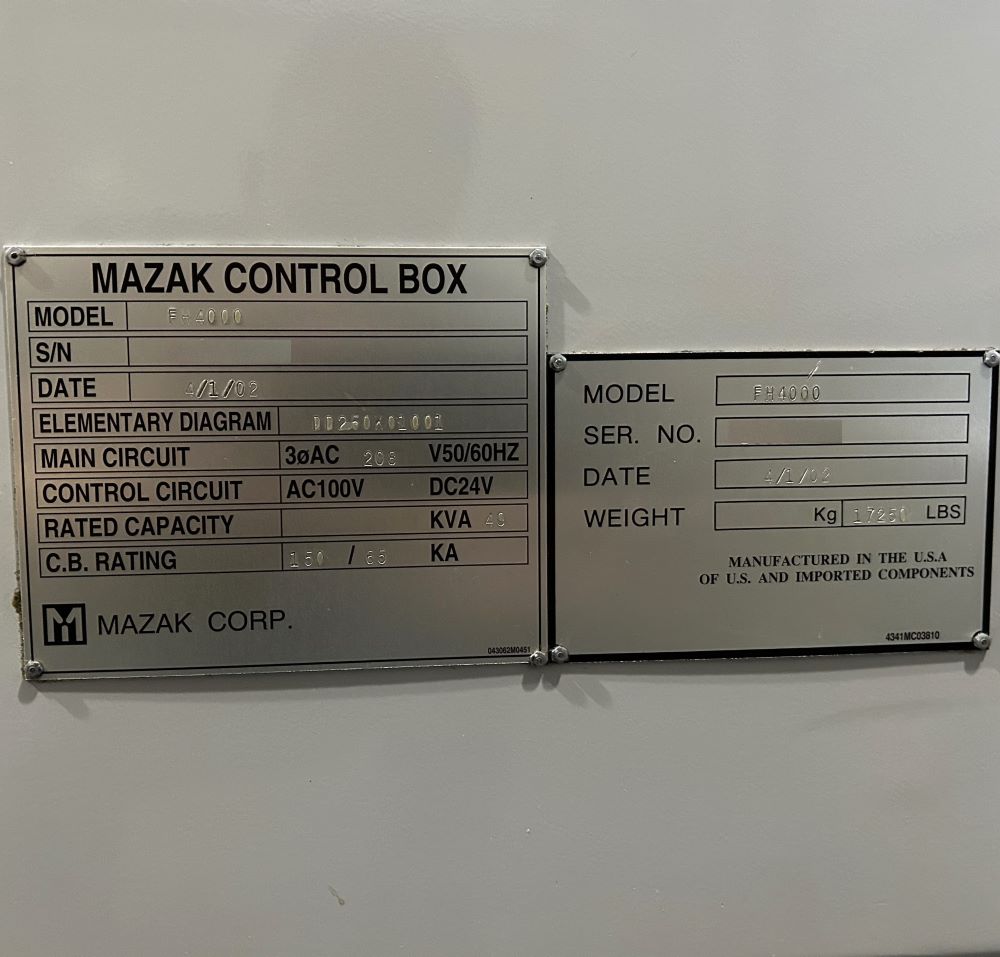 MAZAK CONTROL BOX
MODEL FH4000
S/N
DATE 4/1/02
ELEMENTARY DIAGRAM DD250X01001
MAIN CIRCUIT 3øAC 208 V50/60HZ
CONTROL CIRCUIT AC100V DC24V
RATED CAPACITY KVA
C.B. RATING 150 / 65 KA
MAZAK CORP.
043062M0451
MODEL FH4000
SER. NO.
DATE 4/1/02
WEIGHT Kg 17250 LBS
MANUFACTURED IN THE U.S.A
OF U.S. AND IMPORTED COMPONENTS
4341MC03810